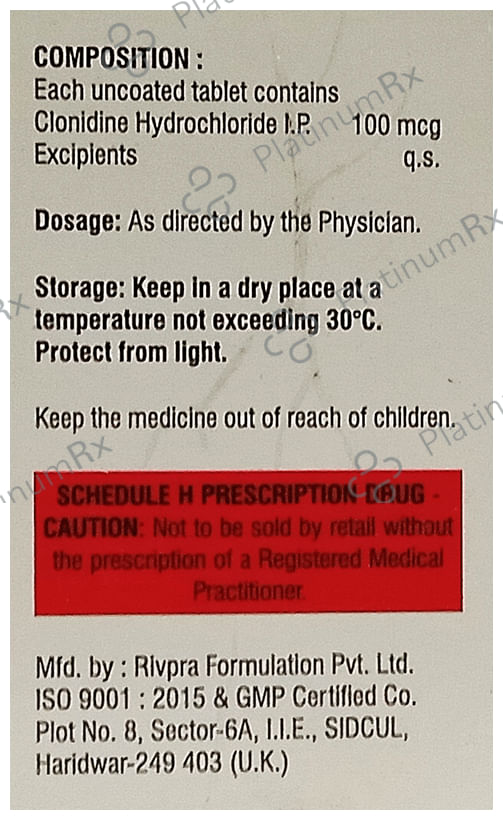 COMPOSITION :
Each uncoated tablet contains
Clonidine Hydrochloride I.P. 100 mcg
Excipients q.s.
Dosage: As directed by the Physician.
Storage: Keep in a dry place at a
temperature not exceeding 30°C.
Protect from light.
Keep the medicine out of reach of children.
SCHEDULE H PRESCRIPTION DRUG -
CAUTION: Not to be sold by retail without
the prescription of a Registered Medical
Practitioner.
Mfd. by : Rivpra Formulation Pvt. Ltd.
ISO 9001 : 2015 & GMP Certified Co.
Plot No. 8, Sector-6A, I.I.E., SIDCUL,
Haridwar-249 403 (U.K.)
PlatinumRx
PlatinumRx